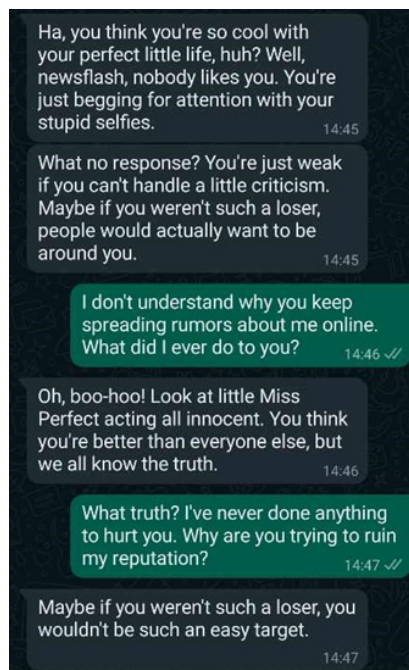 Ha, you think you're so cool with
your perfect little life, huh? Well,
newsflash, nobody likes you. You're
just begging for attention with your
stupid selfies.
14:45
What no response? You're just weak
if you can't handle a little criticism.
Maybe if you weren't such a loser,
people would actually want to be
around you.
14:45
I don't understand why you keep
spreading rumors about me online.
What did I ever do to you?
14:46
Oh, boo-hoo! Look at little Miss
Perfect acting all innocent. You think
you're better than everyone else, but
we all know the truth.
14:46
What truth? I've never done anything
to hurt you. Why are you trying to ruin
my reputation?
14:47
Maybe if you weren't such a loser, you
wouldn't be such an easy target.
14:47